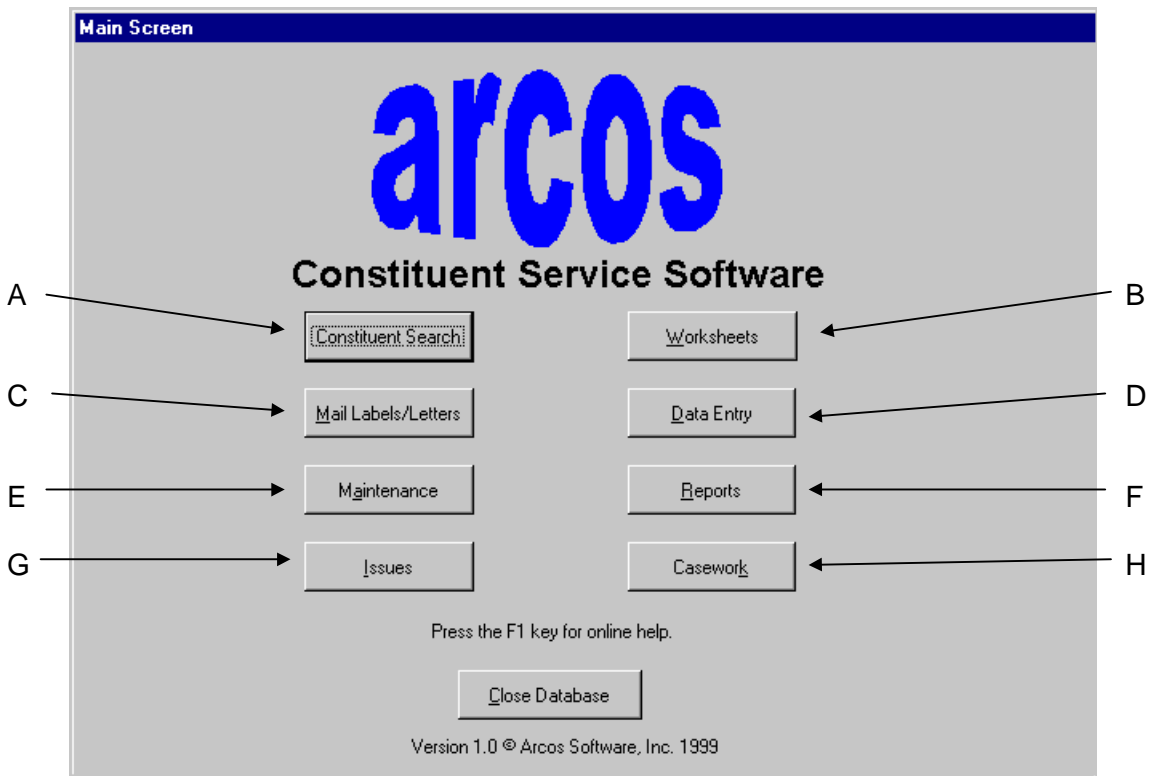 Main Screen
arcos
Constituent Service Software
A
Constituent Search
Worksheets
B
C
Mail Labels/Letters
Data Entry
D
E
Maintenance
Reports
F
G
Issues
Casework
H
Press the F1 key for online help.
Close Database
Version 1.0 © Arcos Software, Inc. 1999